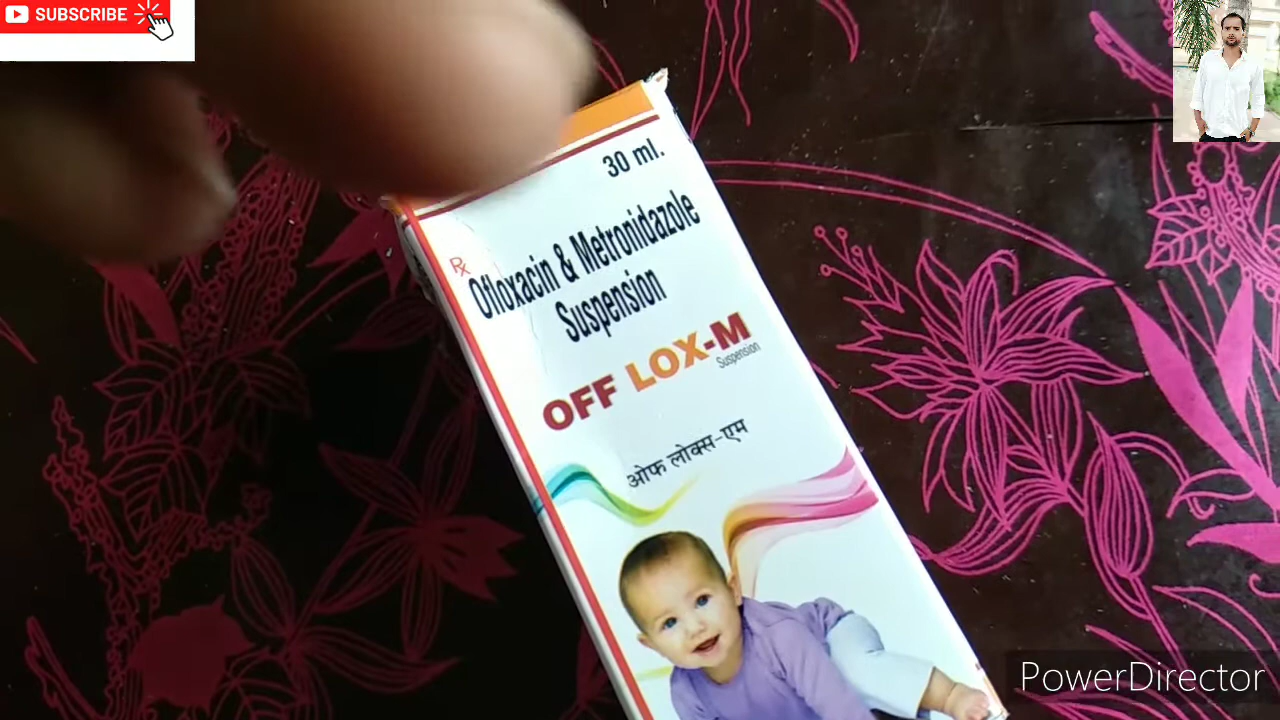 SUBSCRIBE
30 ml.
Rx
Ofloxacin & Metronidazole
Suspension
OFF LOX-M
Suspension
ओफ लोक्स-एम
PowerDirector